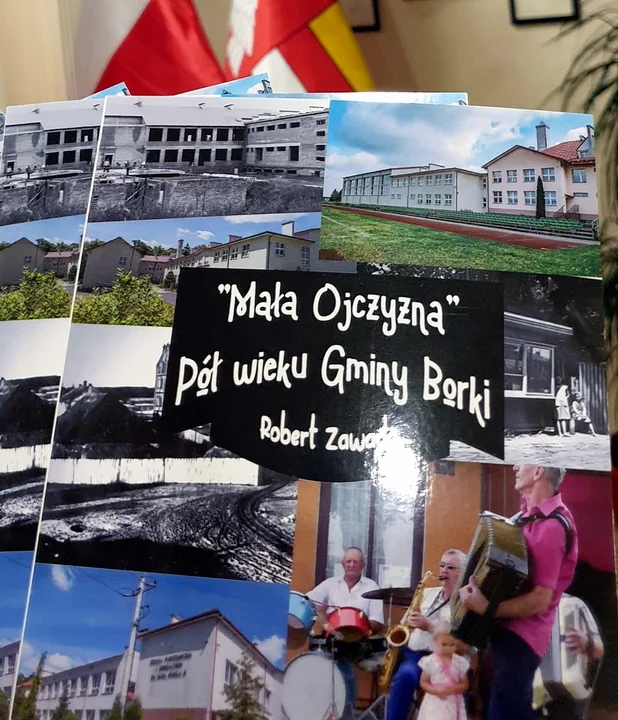 "Mała Ojczyzna"
Pół wieku Gminy Borki
Robert